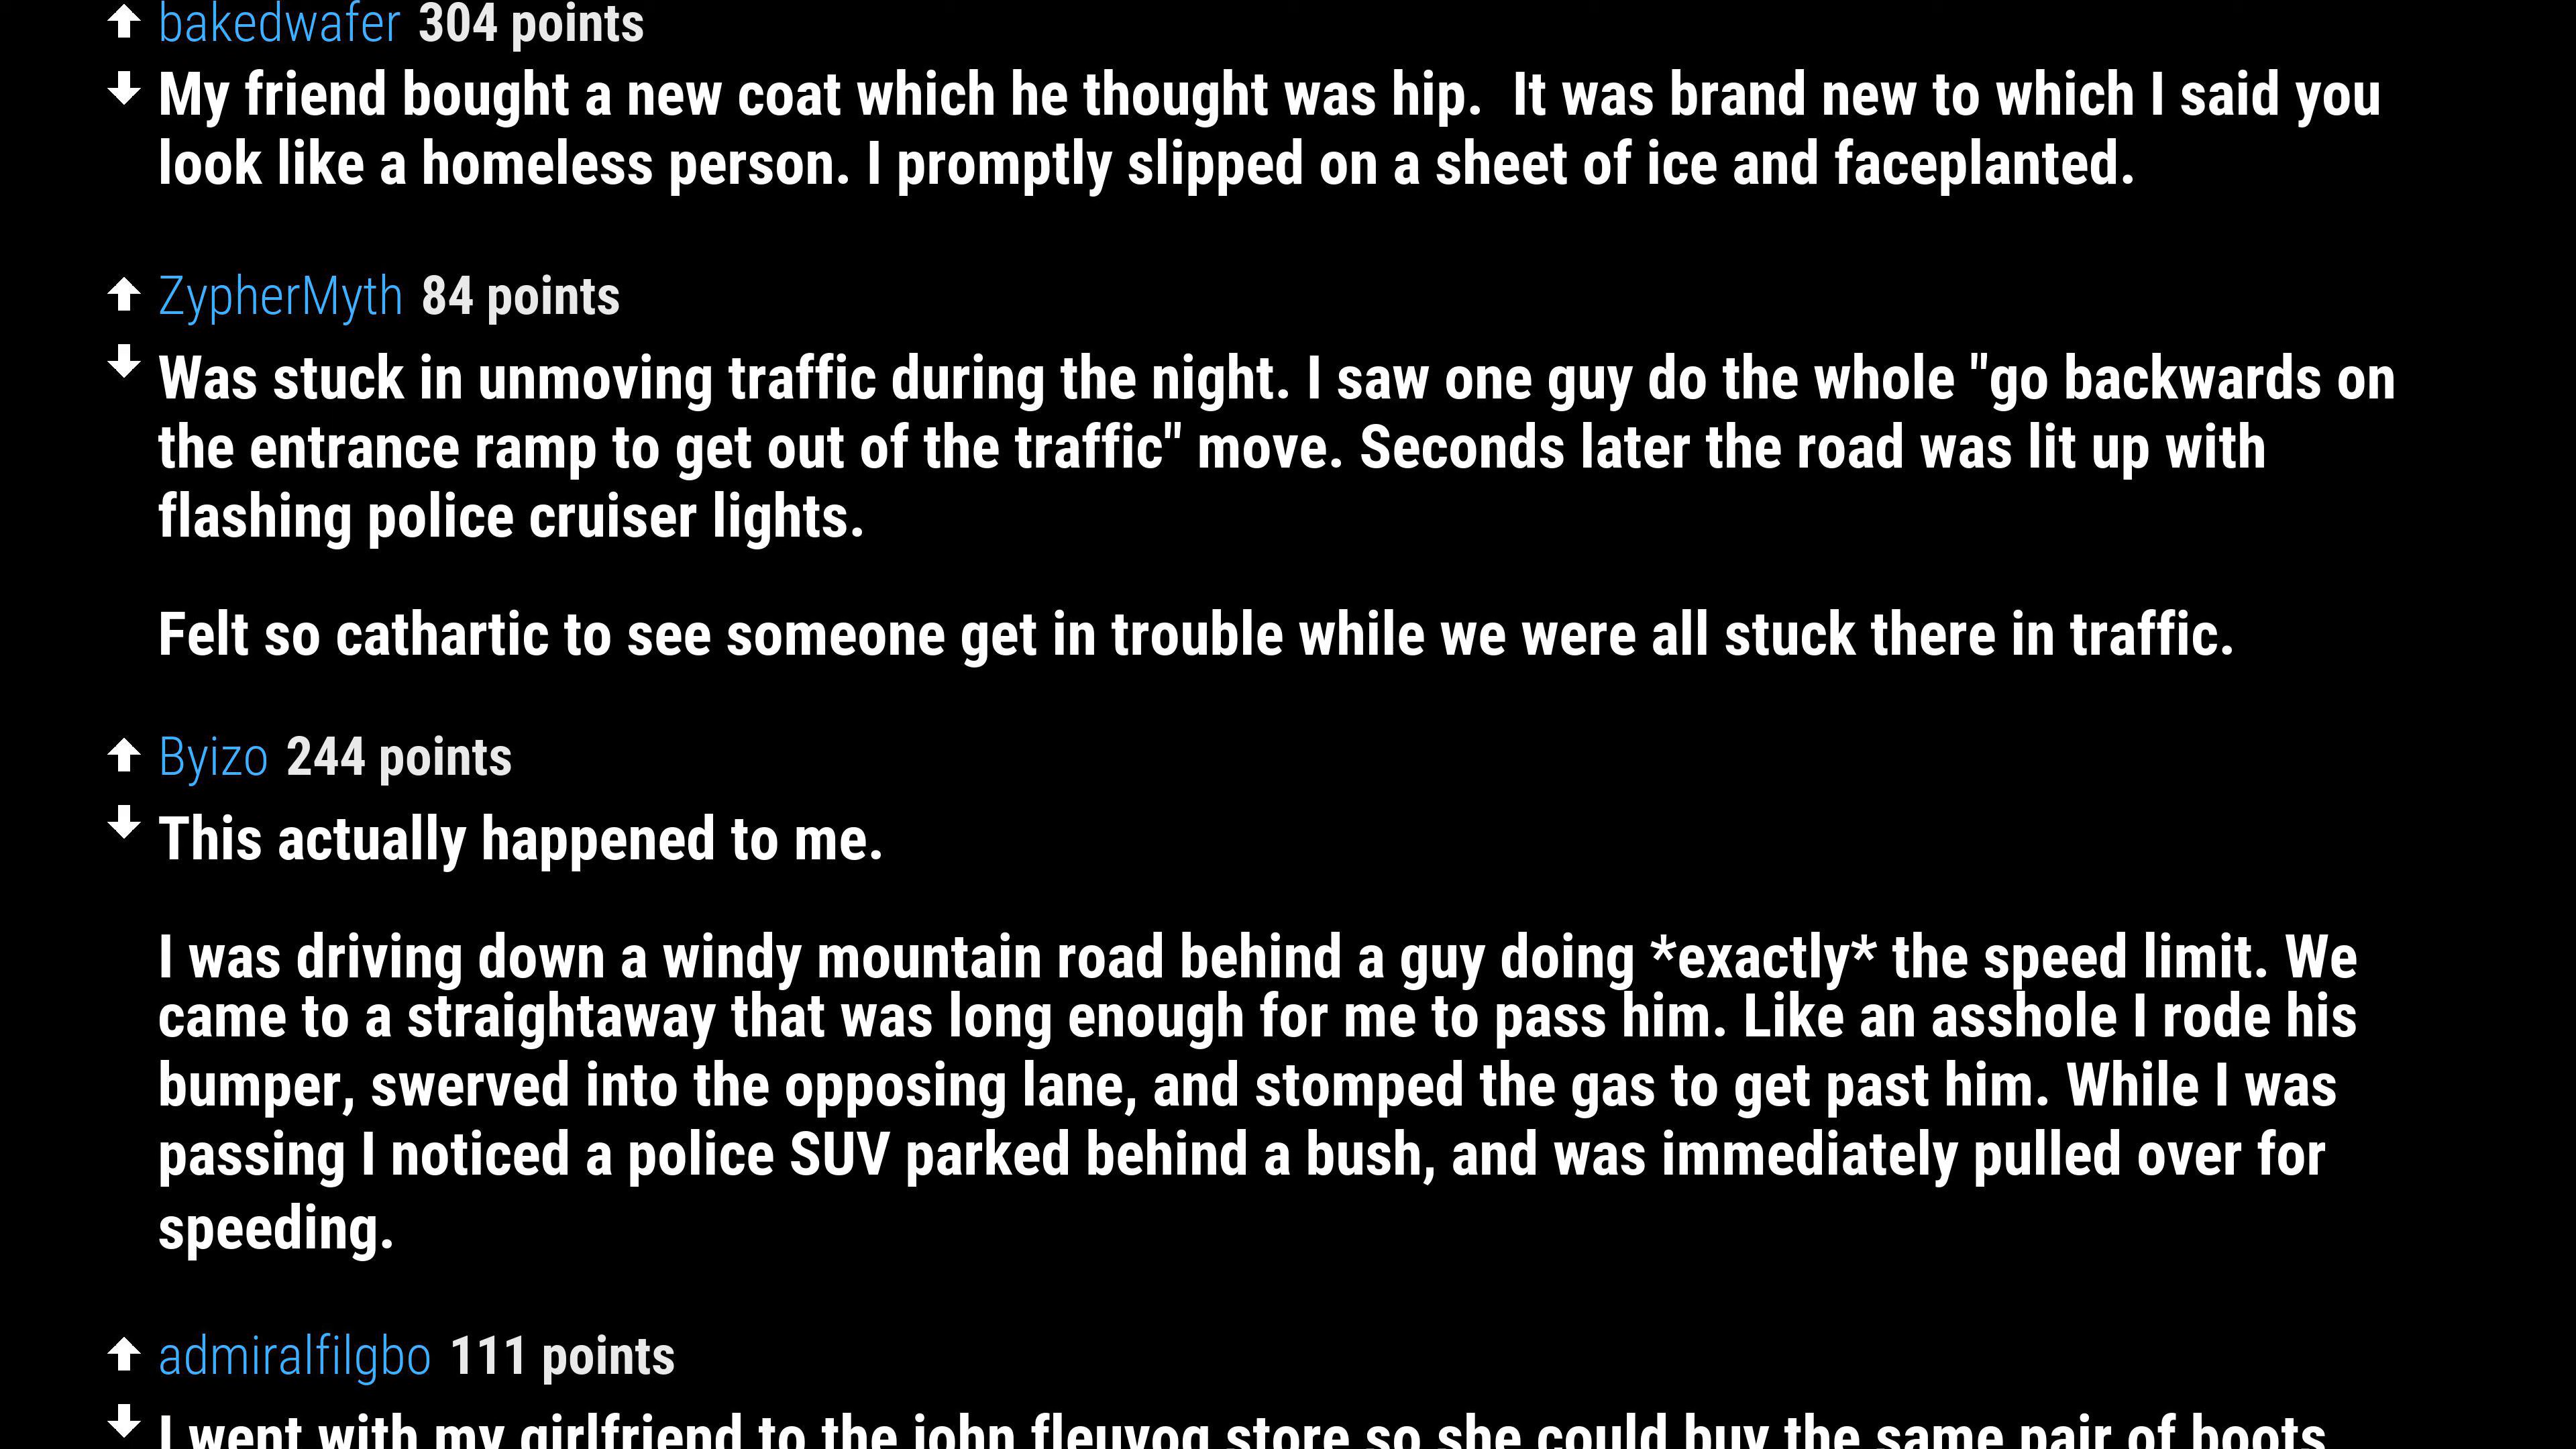 bakedwafer 304 points
My friend bought a new coat which he thought was hip.  It was brand new to which I said you
look like a homeless person. I promptly slipped on a sheet of ice and faceplanted.
ZypherMyth 84 points
Was stuck in unmoving traffic during the night. I saw one guy do the whole "go backwards on
the entrance ramp to get out of the traffic" move. Seconds later the road was lit up with
flashing police cruiser lights.
Felt so cathartic to see someone get in trouble while we were all stuck there in traffic.
Byizo 244 points
This actually happened to me.
I was driving down a windy mountain road behind a guy doing *exactly* the speed limit. We
came to a straightaway that was long enough for me to pass him. Like an asshole I rode his
bumper, swerved into the opposing lane, and stomped the gas to get past him. While I was
passing I noticed a police SUV parked behind a bush, and was immediately pulled over for
speeding.
admiralfilgbo 111 points
I went with my girlfriend to the john fleuvog store so she could buy the same pair of boots